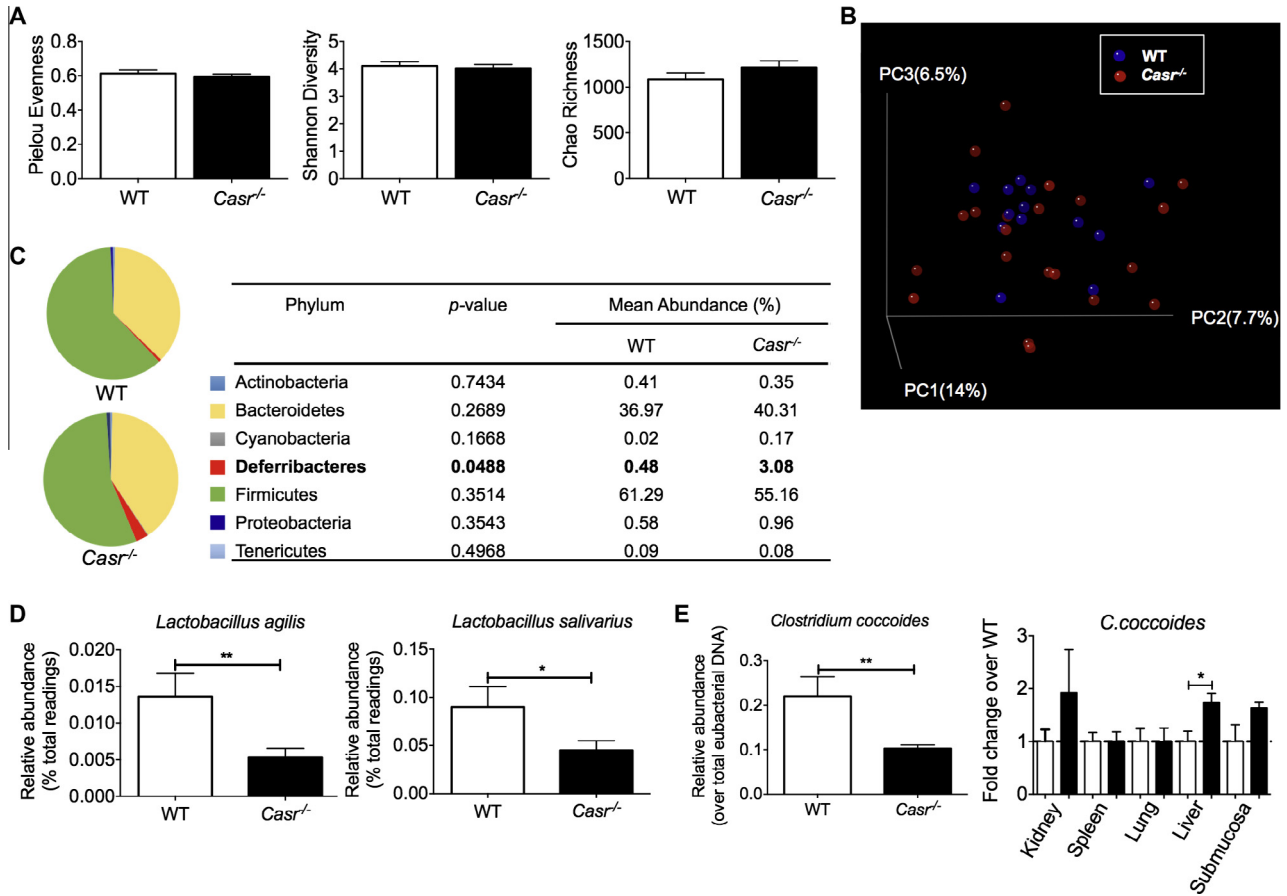 A
Pielou Evenness
0.8
0.6
0.4
0.2
0.0
WT
Casr-/-
Shannon Diversity
5
4
3
2
1
0
WT
Casr-/-
Chao Richness
1500
1000
500
0
WT
Casr-/-
B
WT
Casr-/-
PC3(6.5%)
PC2(7.7%)
PC1(14%)
C
WT
Casr-/-
Phylum p-value Mean Abundance (%)
WT Casr-/-
Actinobacteria 0.7434 0.41 0.35
Bacteroidetes 0.2689 36.97 40.31
Cyanobacteria 0.1668 0.02 0.17
Deferribacteres 0.0488 0.48 3.08
Firmicutes 0.3514 61.29 55.16
Proteobacteria 0.3543 0.58 0.96
Tenericutes 0.4968 0.09 0.08
D
Lactobacillus agilis
Relative abundance
(% total readings)
0.020
0.015
0.010
0.005
0.000
**
WT
Casr-/-
Lactobacillus salivarius
Relative abundance
(% total readings)
0.15
0.10
0.05
0.00
*
WT
Casr-/-
E
Clostridium coccoides
Relative abundance
(over total eubacterial DNA)
0.3
0.2
0.1
0.0
**
WT
Casr-/-
C.coccoides
Fold change over WT
3
2
1
0
*
Kidney
Spleen
Lung
Liver
Submucosa